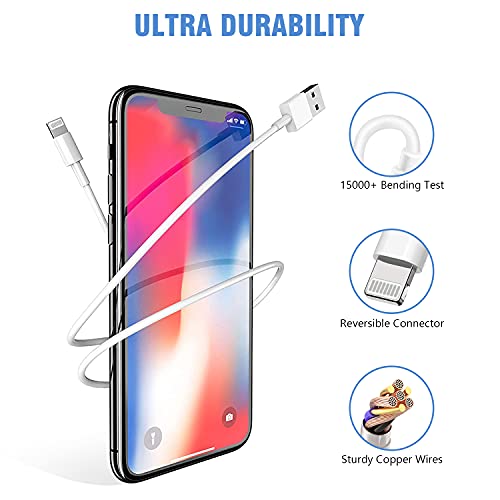 ULTRA DURABILITY
15000+ Bending Test
Reversible Connector
Sturdy Copper Wires